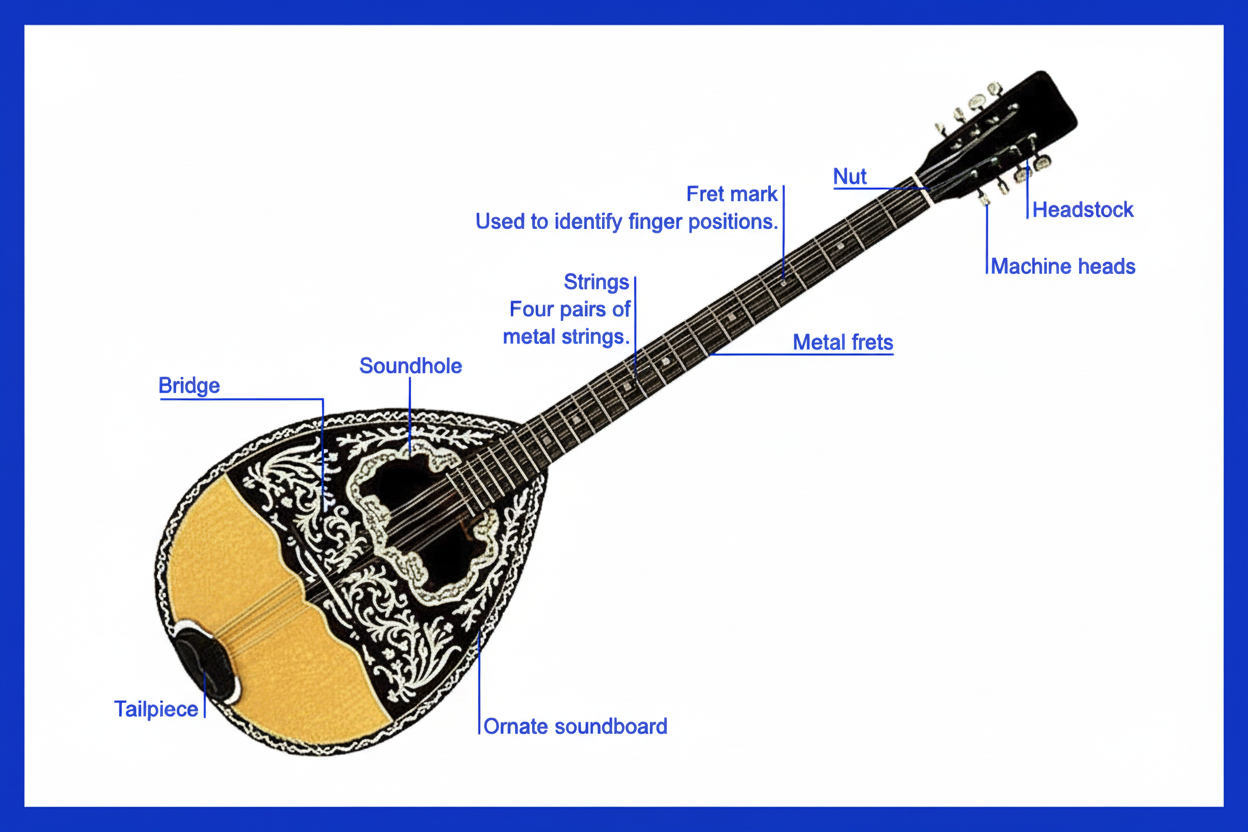 Nut
Fret mark
Used to identify finger positions.
Headstock
Machine heads
Strings
Four pairs of
metal strings.
Metal frets
Soundhole
Bridge
Tailpiece
Ornate soundboard